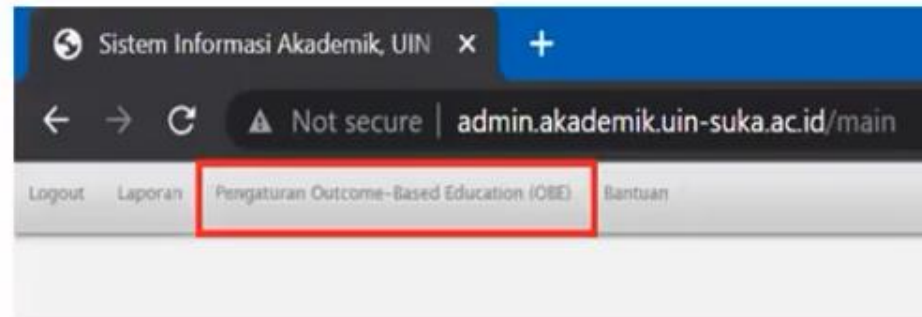 Sistem Informasi Akademik, UIN
Not secure | admin.akademik.uin-suka.ac.id/main
Logout Laporan Pengaturan Outcome-Based Education (OBE) Bantuan